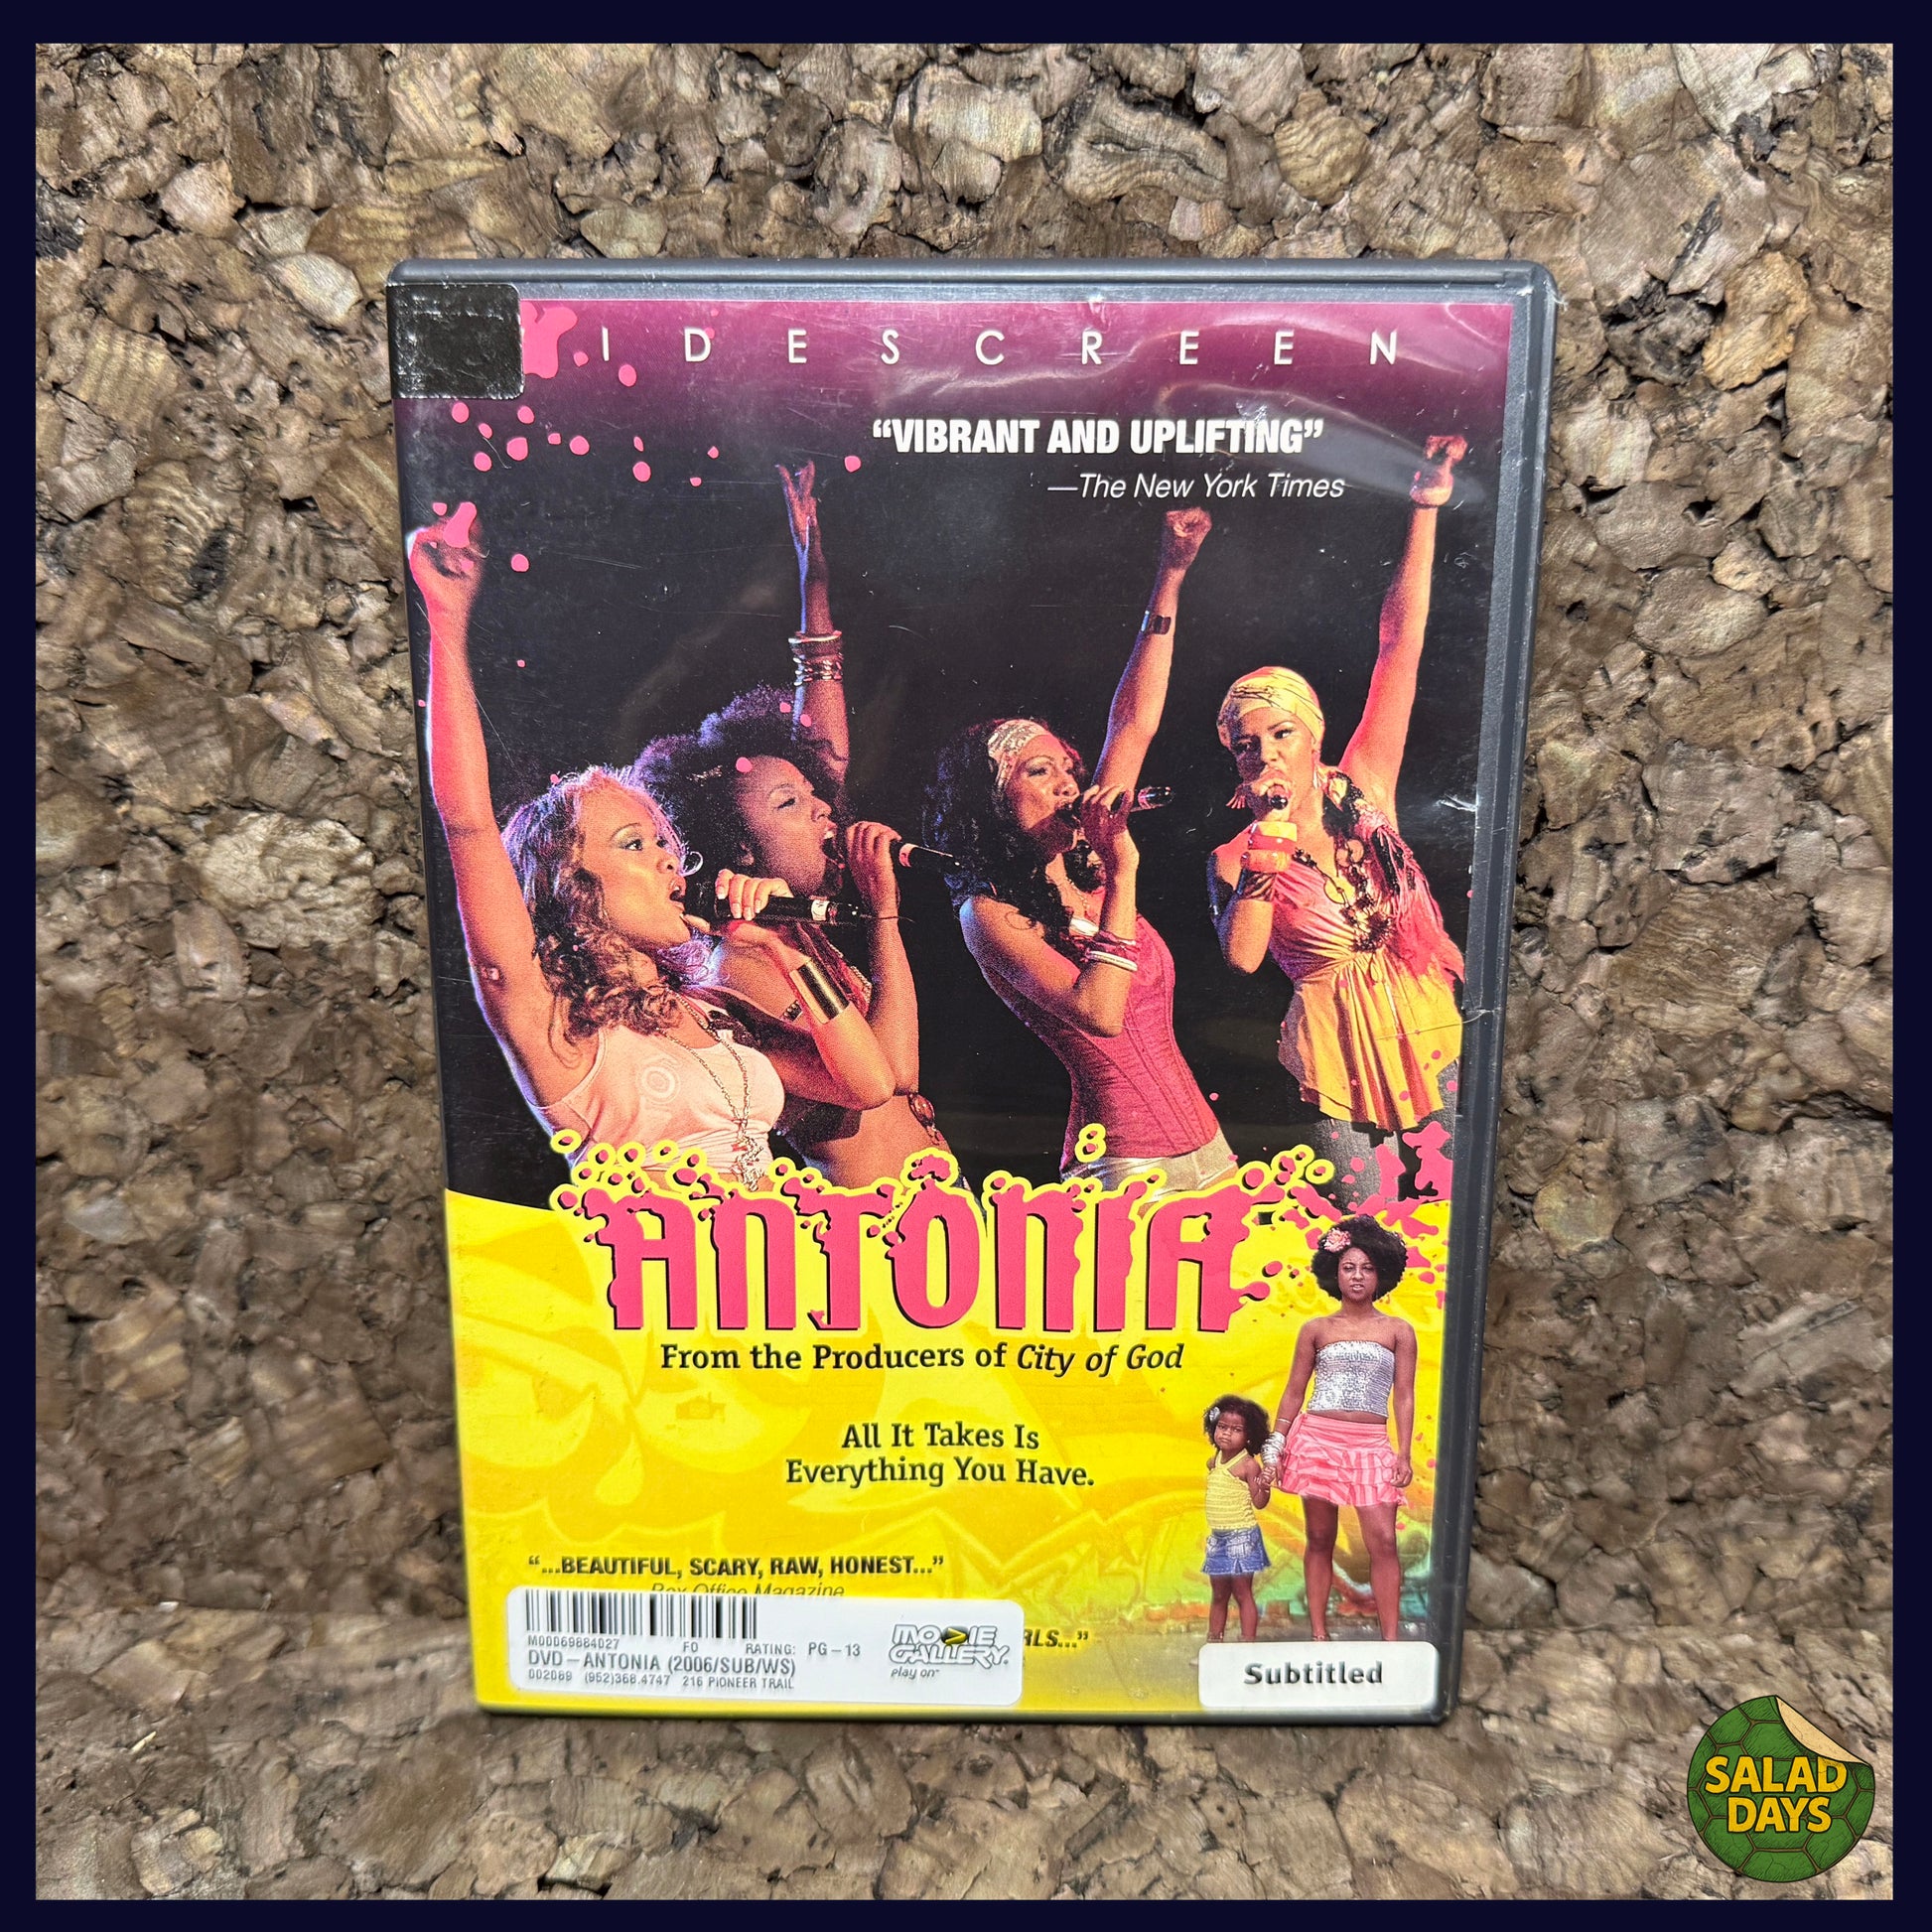 IDESCREEN
“VIBRANT AND UPLIFTING”
—The New York Times
ANTÔNIA
From the Producers of City of God
All It Takes Is
Everything You Have.
“...BEAUTIFUL, SCARY, RAW, HONEST...”
Box Office Magazine
RLS...”
M00069884027 FO RATING: PG-13
DVD-ANTONIA (2006/SUB/WS)
002089 (952)368.4747 216 PIONEER TRAIL
MOVIE
GALLERY
play on
Subtitled
SALAD
DAYS